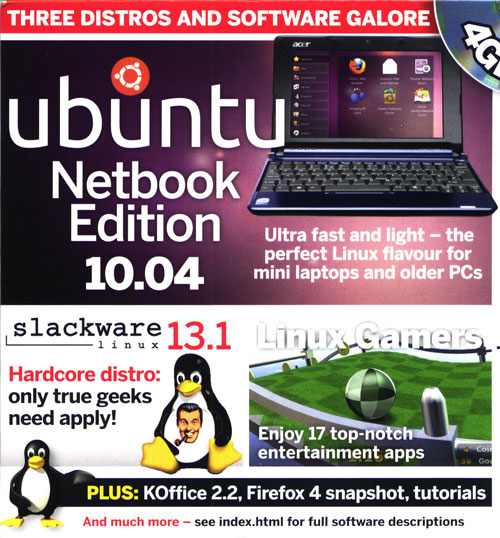 THREE DISTROS AND SOFTWARE GALORE
4G
acer
ubuntu
Netbook
Edition
10.04
Ultra fast and light – the
perfect Linux flavour for
mini laptops and older PCs
slackware
linux
13.1
Hardcore distro:
only true geeks
need apply!
Linux Gamers
Enjoy 17 top-notch
entertainment apps
PLUS: KOffice 2.2, Firefox 4 snapshot, tutorials
And much more – see index.html for full software descriptions